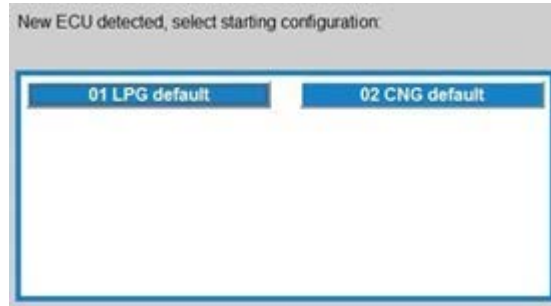 New ECU detected, select starting configuration:
01 LPG default
02 CNG default